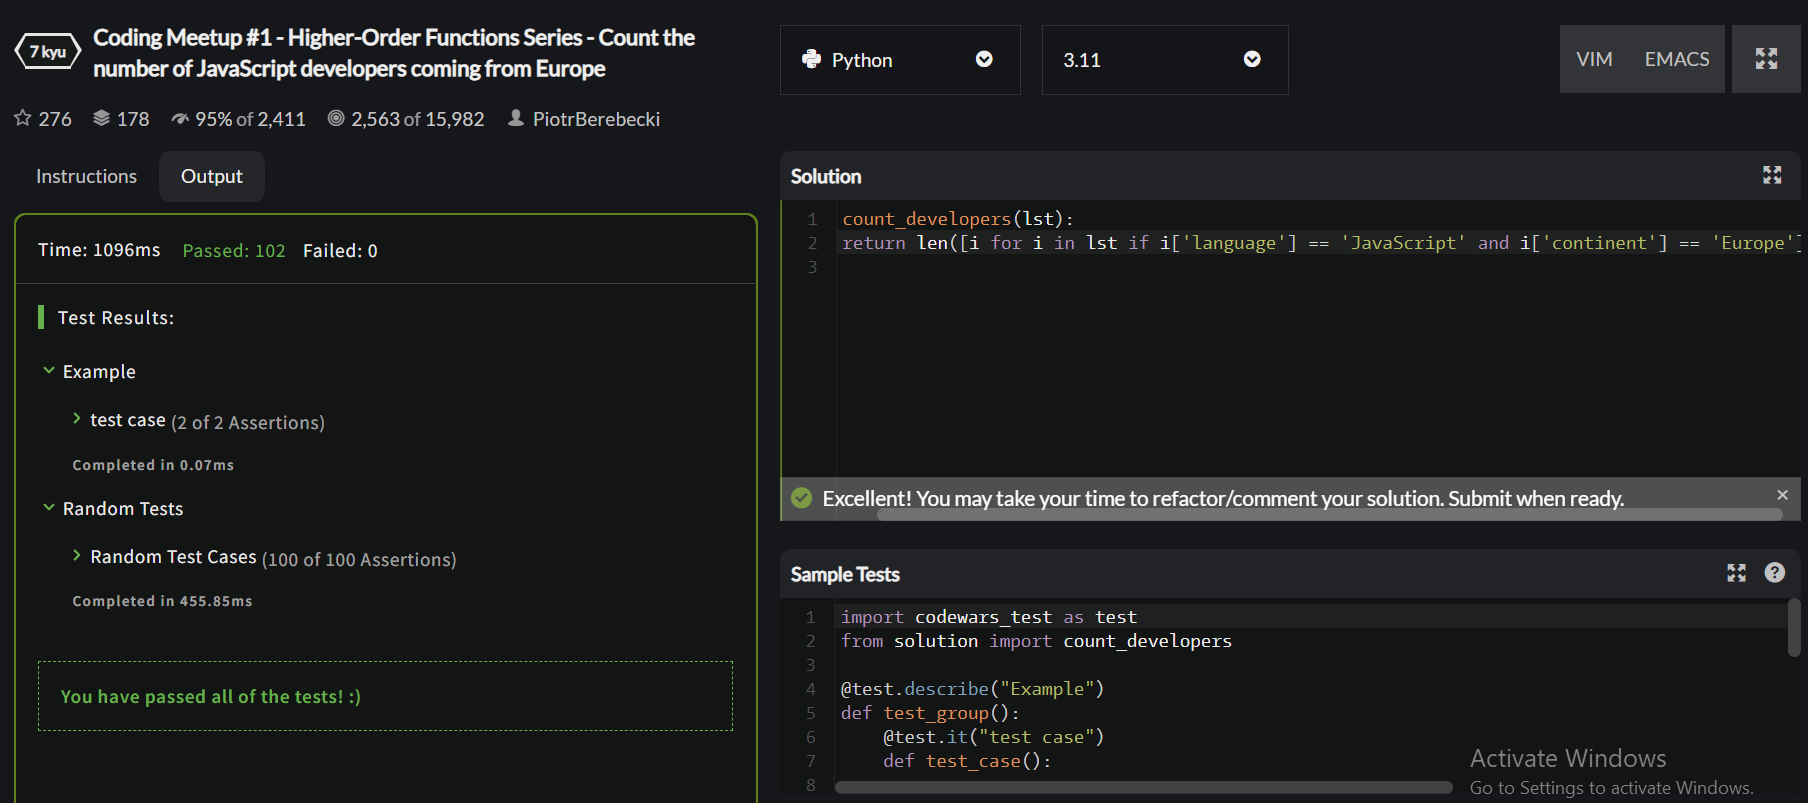 7 kyu
Coding Meetup #1 - Higher-Order Functions Series - Count the
number of JavaScript developers coming from Europe
276 178 95% of 2,411 2,563 of 15,982 PiotrBerebecki
Instructions Output
Time: 1096ms Passed: 102 Failed: 0
Test Results:
Example
test case (2 of 2 Assertions)
Completed in 0.07ms
Random Tests
Random Test Cases (100 of 100 Assertions)
Completed in 455.85ms
You have passed all of the tests! :)
Python 3.11 VIM EMACS
Solution
1 count_developers(lst):
2 return len([i for i in lst if i['language'] == 'JavaScript' and i['continent'] == 'Europe']
3
Excellent! You may take your time to refactor/comment your solution. Submit when ready. ×
Sample Tests ?
1 import codewars_test as test
2 from solution import count_developers
3
4 @test.describe("Example")
5 def test_group():
6     @test.it("test case")
7     def test_case():
8
Activate Windows
Go to Settings to activate Windows.